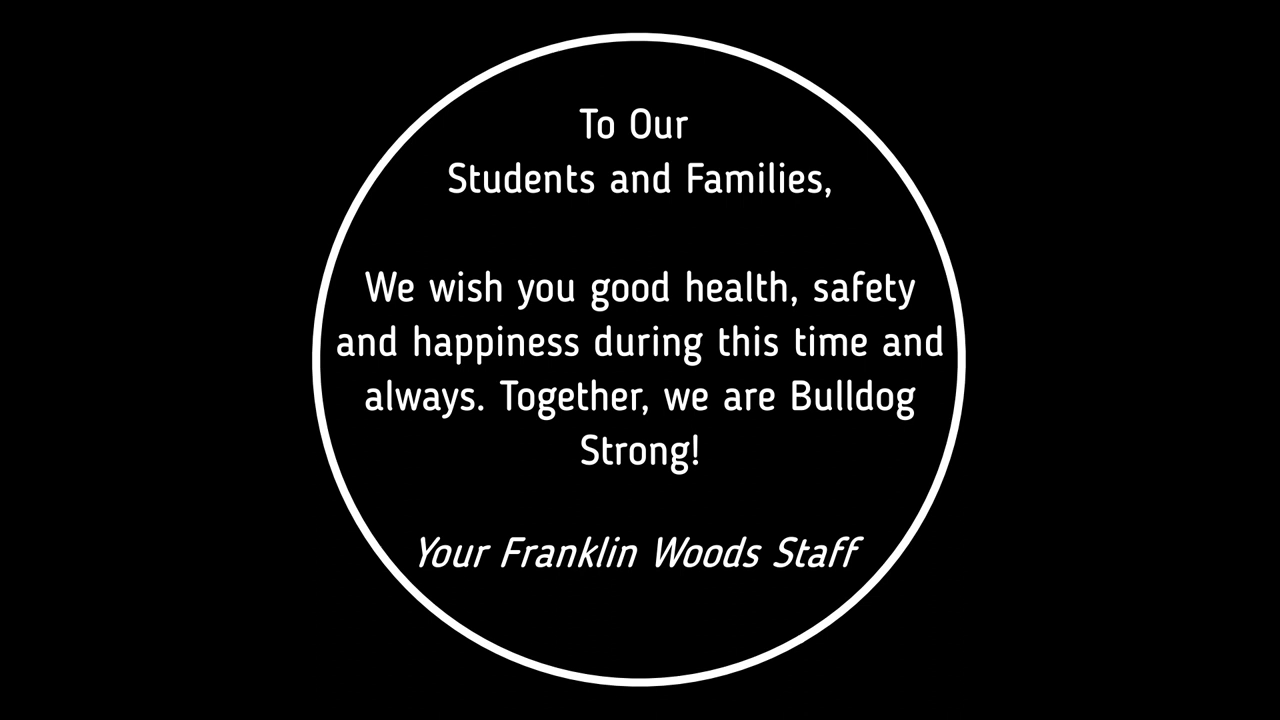 To Our
Students and Families,
We wish you good health, safety
and happiness during this time and
always. Together, we are Bulldog
Strong!
Your Franklin Woods Staff